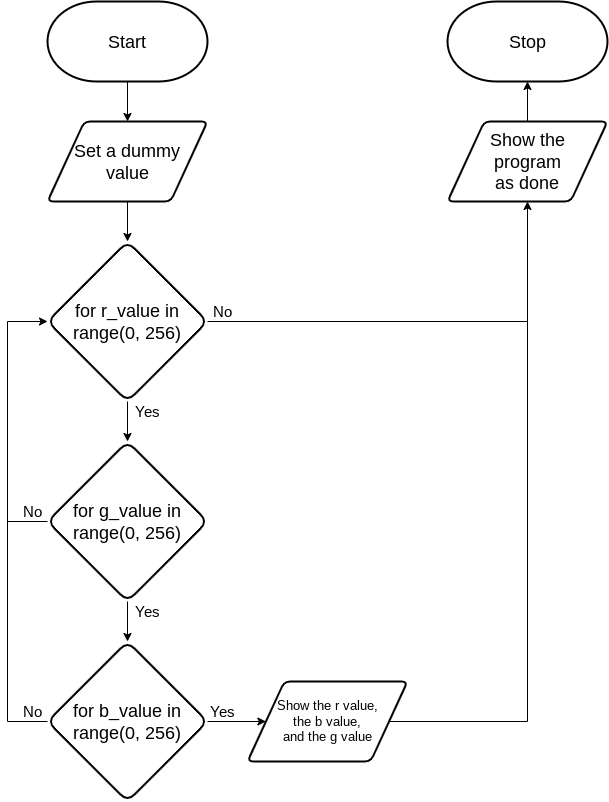 Start
Stop
Set a dummy
value
Show the
program
as done
for r_value in
range(0, 256)
No
Yes
for g_value in
range(0, 256)
No
Yes
for b_value in
range(0, 256)
No
Yes
Show the r value,
the b value,
and the g value